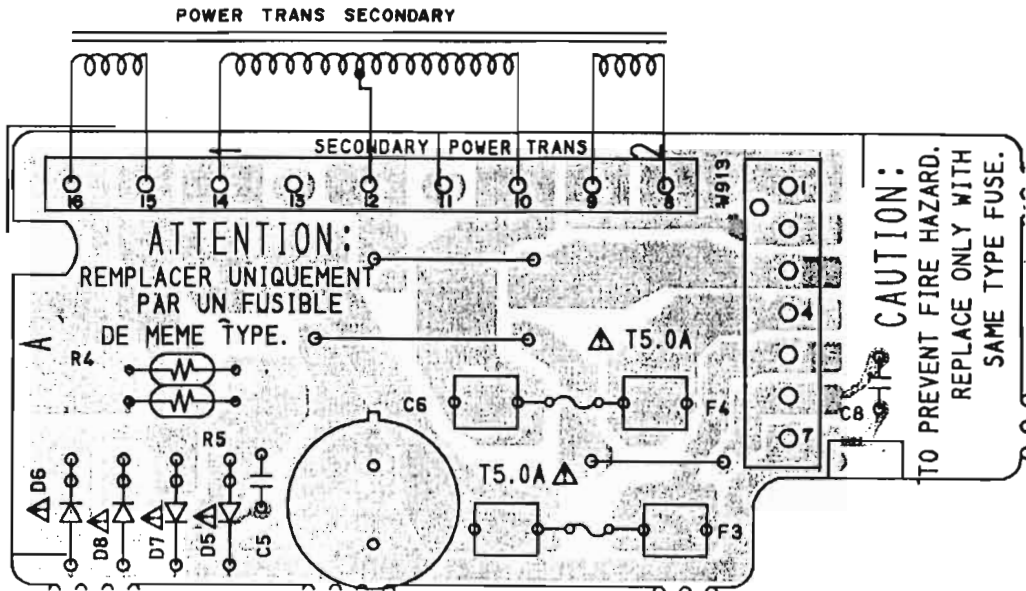 POWER TRANS SECONDARY
SECONDARY POWER TRANS
1
2
16 15 14 13 12 11 10 9 8
W913
1
4
7
ATTENTION:
REMPLACER UNIQUEMENT
PAR UN FUSIBLE
DE MEME TYPE.
CAUTION:
TO PREVENT FIRE HAZARD.
REPLACE ONLY WITH
SAME TYPE FUSE.
A
R4
T5.0A
C6
F4
C8
R5
T5.0A
D6
D8
D7
D5
C5
F3